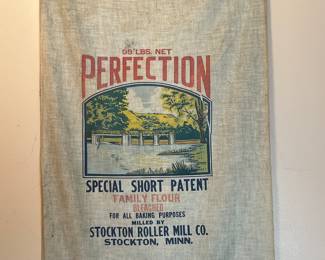 98 LBS. NET
PERFECTION
SPECIAL SHORT PATENT
FAMILY FLOUR
BLEACHED
FOR ALL BAKING PURPOSES
MILLED BY
STOCKTON ROLLER MILL CO.
STOCKTON, MINN.